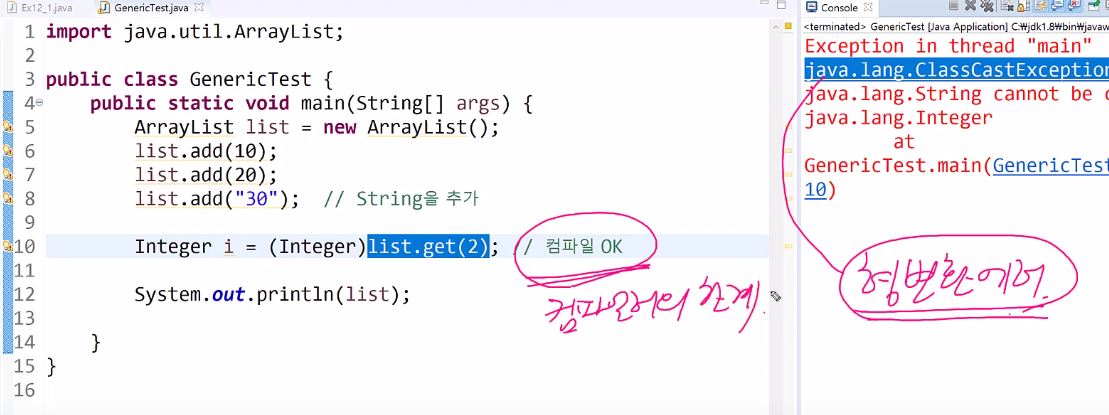 Ex12_1.java
GenericTest.java
1 import java.util.ArrayList;
2
3 public class GenericTest {
4 public static void main(String[] args) {
5 ArrayList list = new ArrayList();
6 list.add(10);
7 list.add(20);
8 list.add("30"); // String을 추가
9
10 Integer i = (Integer)list.get(2); // 컴파일 OK
11
12 System.out.println(list);
13
14 }
15 }
16
컴파일러의 한계.
Console
<terminated> GenericTest [Java Application] C:\jdk1.8\bin\javaw
Exception in thread "main"
java.lang.ClassCastException
java.lang.String cannot be c
java.lang.Integer
at
GenericTest.main(GenericTest
10)
형변환에러.